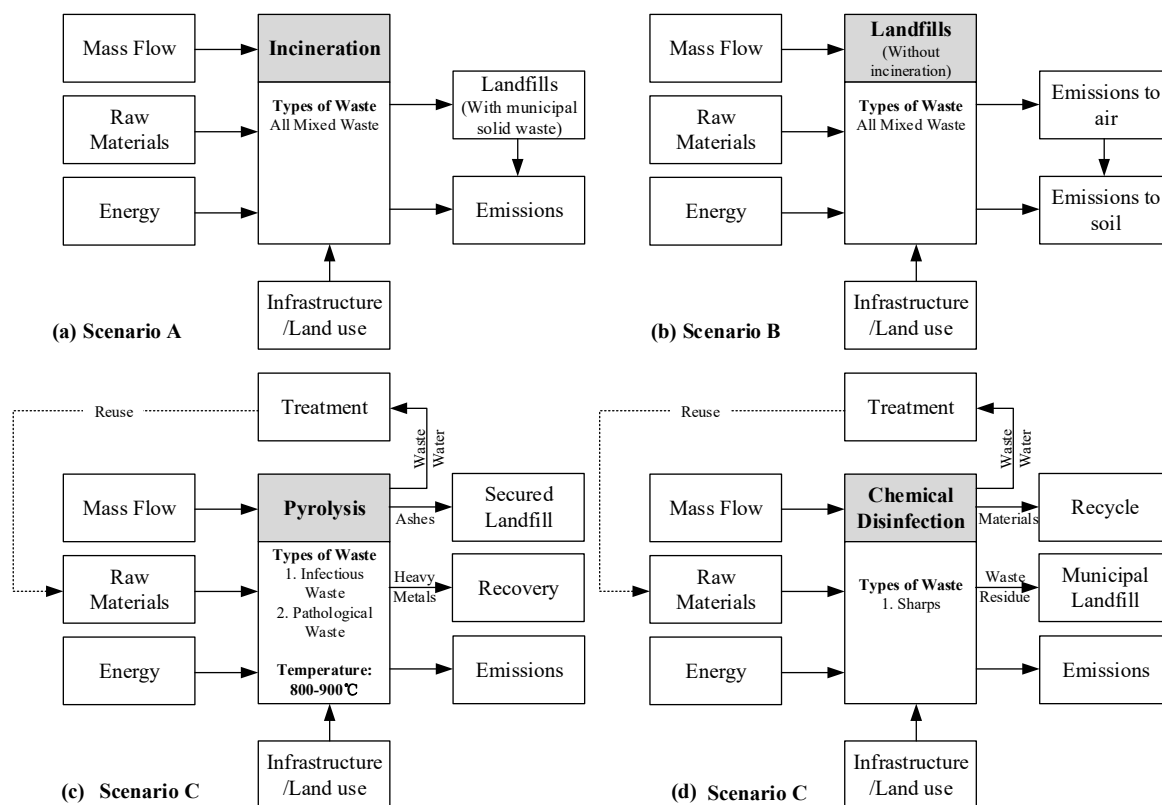 Mass Flow
Raw
Materials
Energy
Incineration
Types of Waste
All Mixed Waste
Landfills
(With municipal
solid waste)
Emissions
Infrastructure
/Land use
(a) Scenario A
Mass Flow
Raw
Materials
Energy
Landfills
(Without
incineration)
Types of Waste
All Mixed Waste
Emissions to
air
Emissions to
soil
Infrastructure
/Land use
(b) Scenario B
Reuse
Treatment
Waste
Water
Mass Flow
Raw
Materials
Energy
Pyrolysis
Types of Waste
1. Infectious
Waste
2. Pathological
Waste
Temperature:
800-900℃
Ashes
Secured
Landfill
Heavy
Metals
Recovery
Emissions
Infrastructure
/Land use
(c) Scenario C
Reuse
Treatment
Waste
Water
Mass Flow
Raw
Materials
Energy
Chemical
Disinfection
Types of Waste
1. Sharps
Materials
Recycle
Waste
Residue
Municipal
Landfill
Emissions
Infrastructure
/Land use
(d) Scenario C